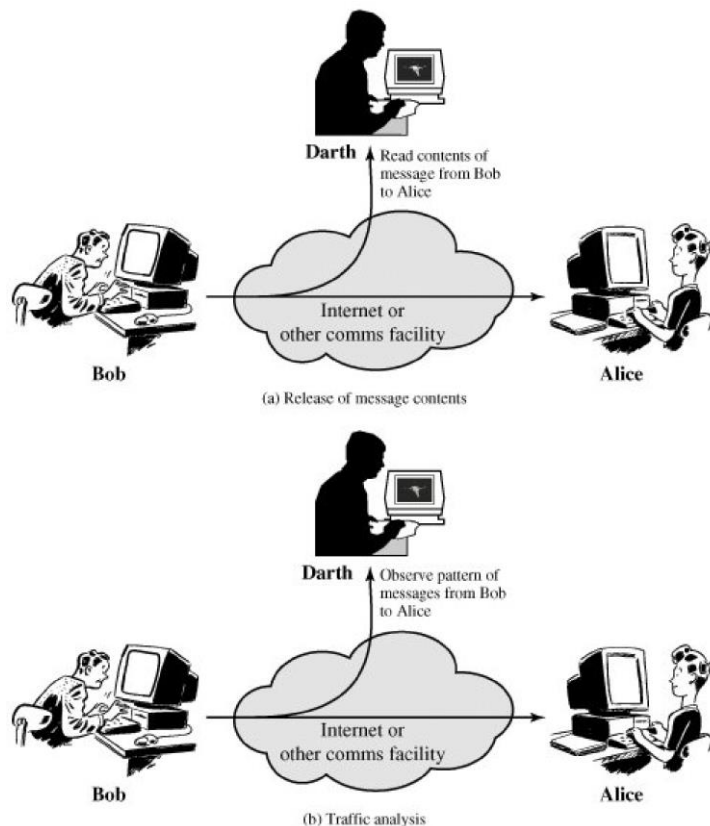 Darth
Read contents of
message from Bob
to Alice
Internet or
other comms facility
Bob
Alice
(a) Release of message contents
Darth
Observe pattern of
messages from Bob
to Alice
Internet or
other comms facility
Bob
Alice
(b) Traffic analysis